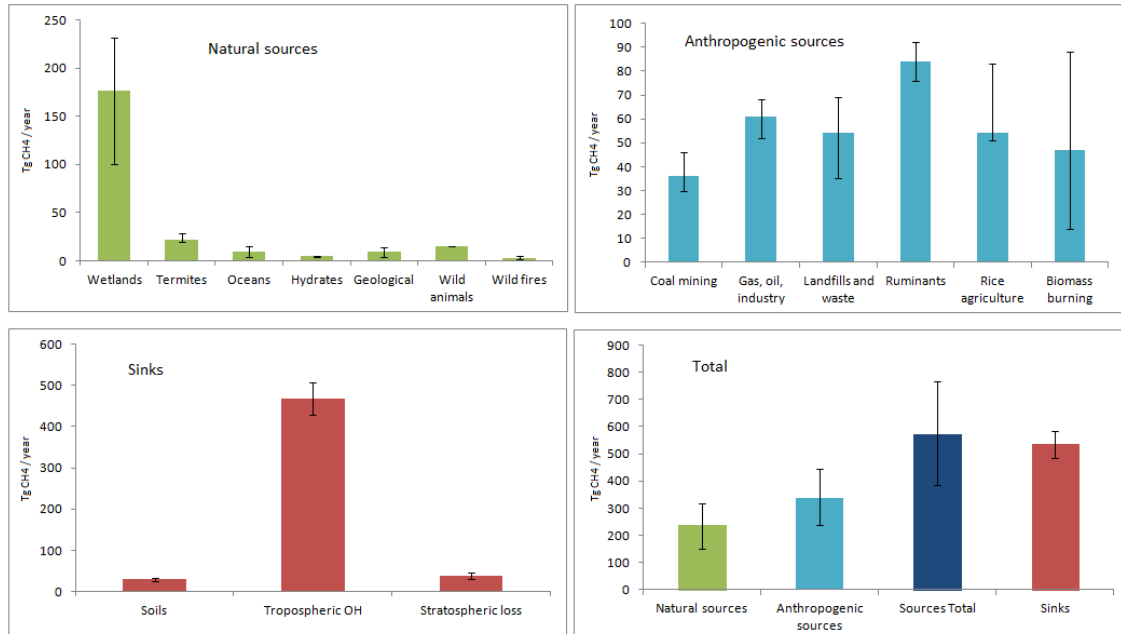 Natural sources
Tg CH4 / year
250
200
150
100
50
0
Wetlands Termites Oceans Hydrates Geological Wild animals Wild fires
Anthropogenic sources
Tg CH4 / year
100
90
80
70
60
50
40
30
20
10
0
Coal mining Gas, oil, industry Landfills and waste Ruminants Rice agriculture Biomass burning
Sinks
Tg CH4 / year
600
500
400
300
200
100
0
Soils Tropospheric OH Stratospheric loss
Total
Tg CH4 / year
900
800
700
600
500
400
300
200
100
0
Natural sources Anthropogenic sources Sources Total Sinks